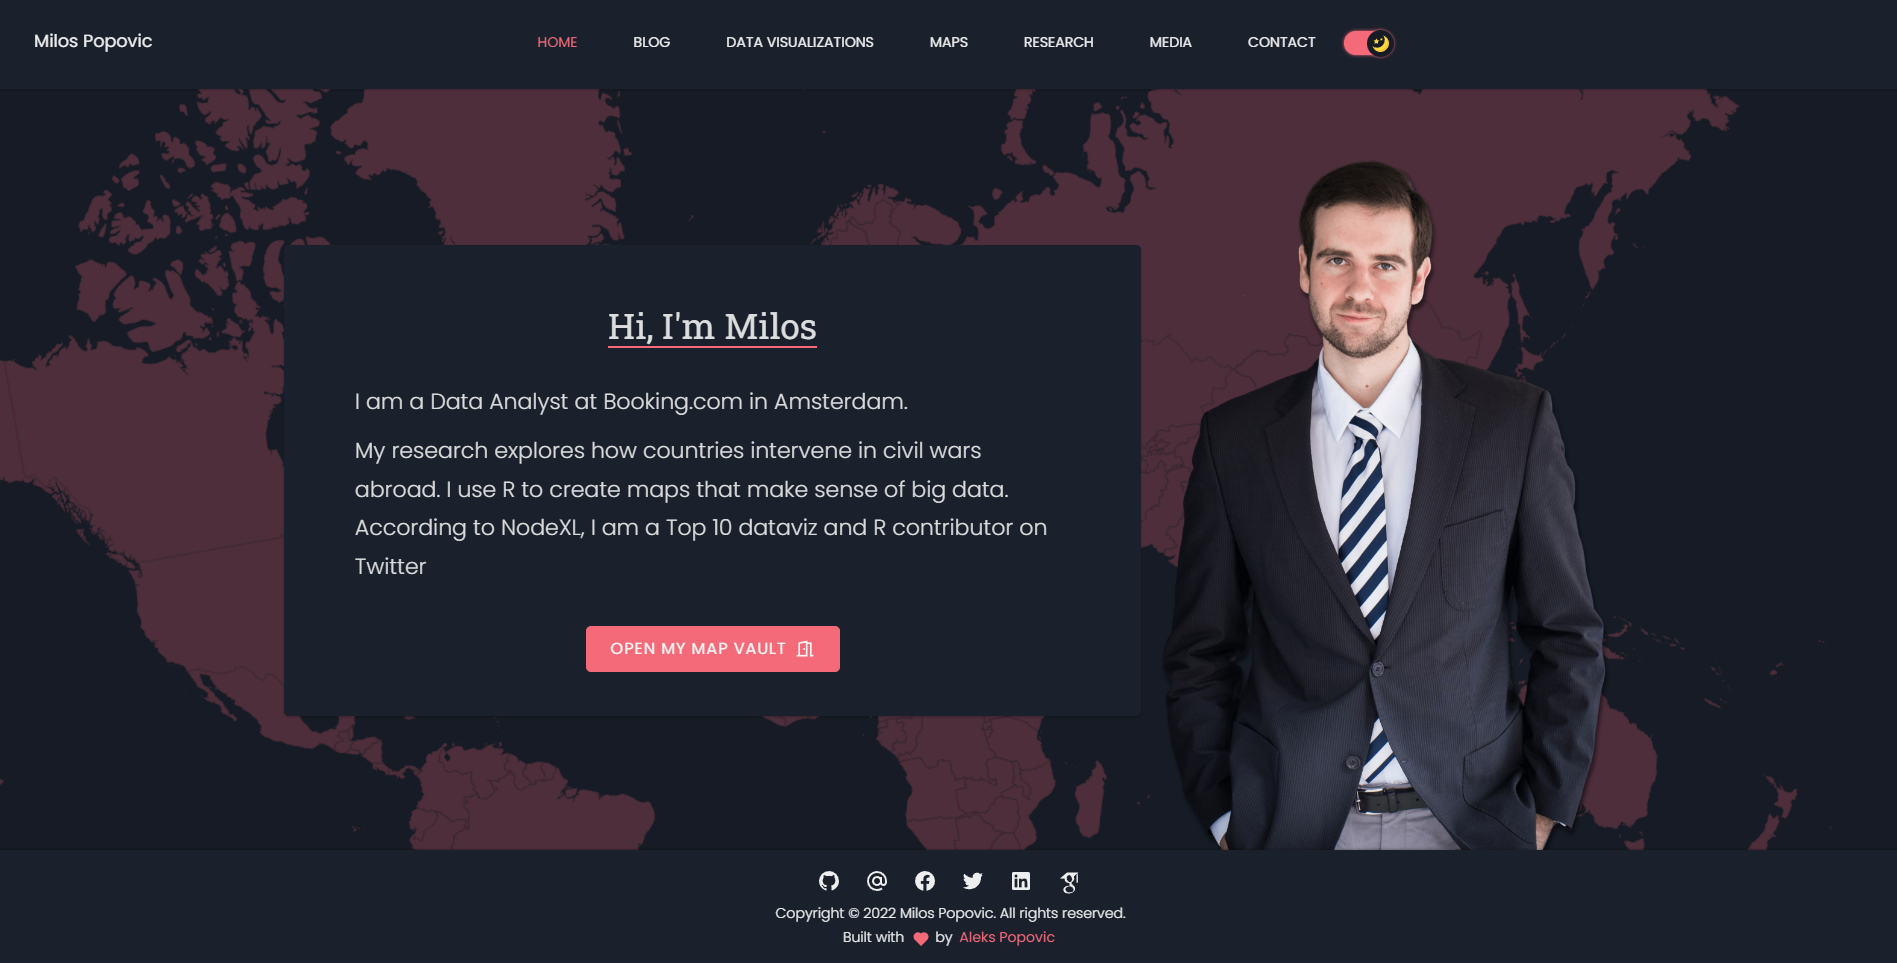 Milos Popovic
HOME BLOG DATA VISUALIZATIONS MAPS RESEARCH MEDIA CONTACT
Hi, I'm Milos
I am a Data Analyst at Booking.com in Amsterdam.
My research explores how countries intervene in civil wars
abroad. I use R to create maps that make sense of big data.
According to NodeXL, I am a Top 10 dataviz and R contributor on
Twitter
OPEN MY MAP VAULT
Copyright © 2022 Milos Popovic. All rights reserved.
Built with by Aleks Popovic